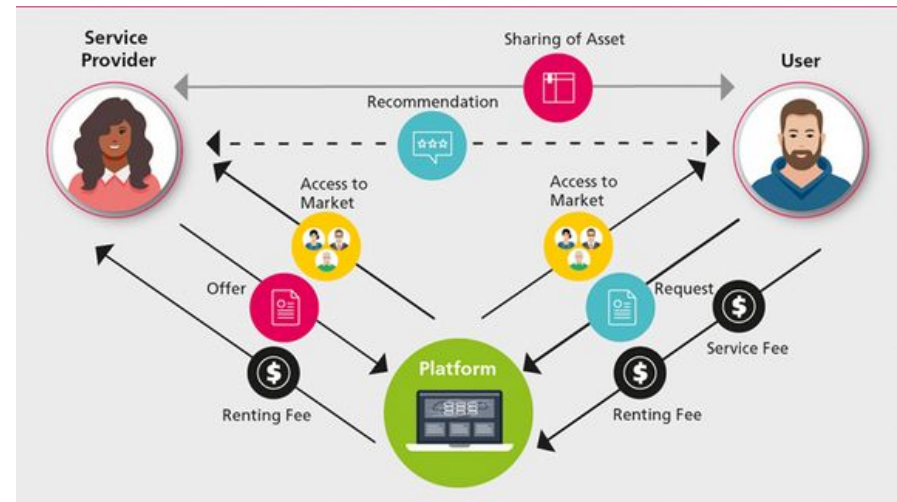 Service
Provider
Sharing of Asset
User
Recommendation
Access to
Market
Access to
Market
Offer
Request
Platform
Service Fee
Renting Fee
Renting Fee